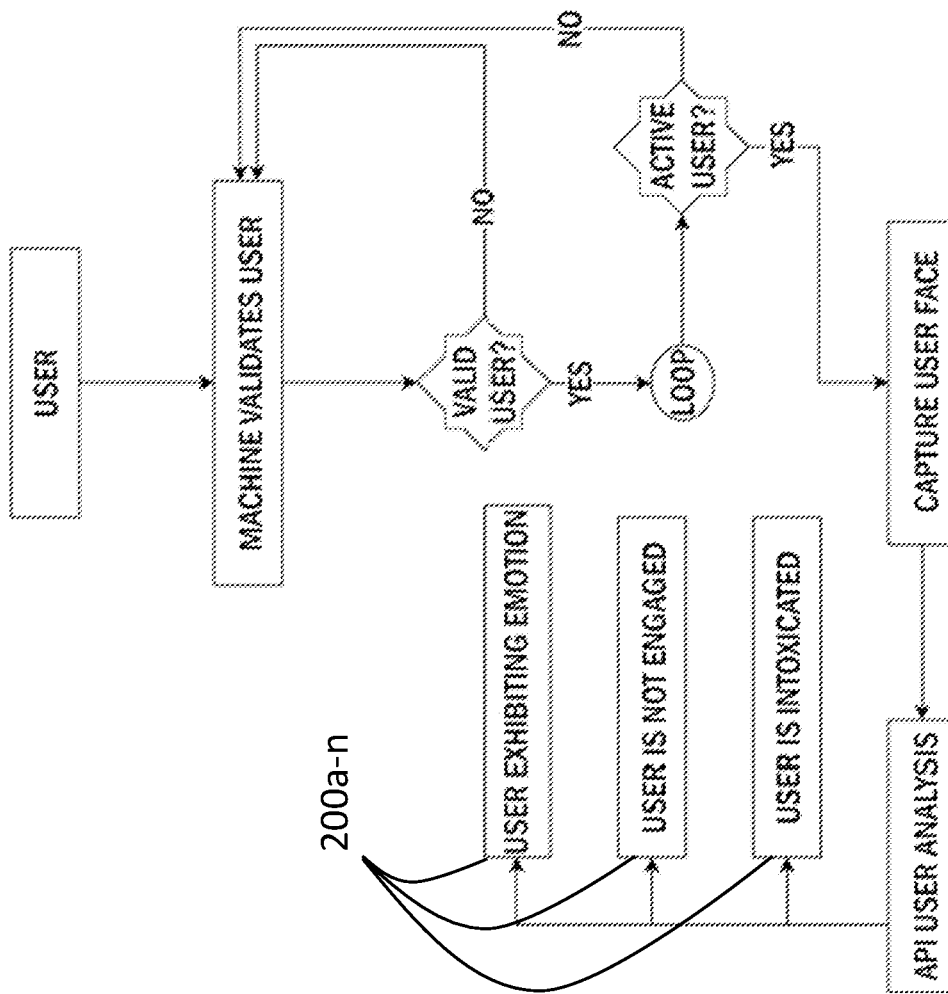 USER
MACHINE VALIDATES USER
VALID
USER?
NO
YES
LOOP
ACTIVE
USER?
NO
YES
CAPTURE USER FACE
API USER ANALYSIS
USER EXHIBITING EMOTION
USER IS NOT ENGAGED
USER IS INTOXICATED
200a-n